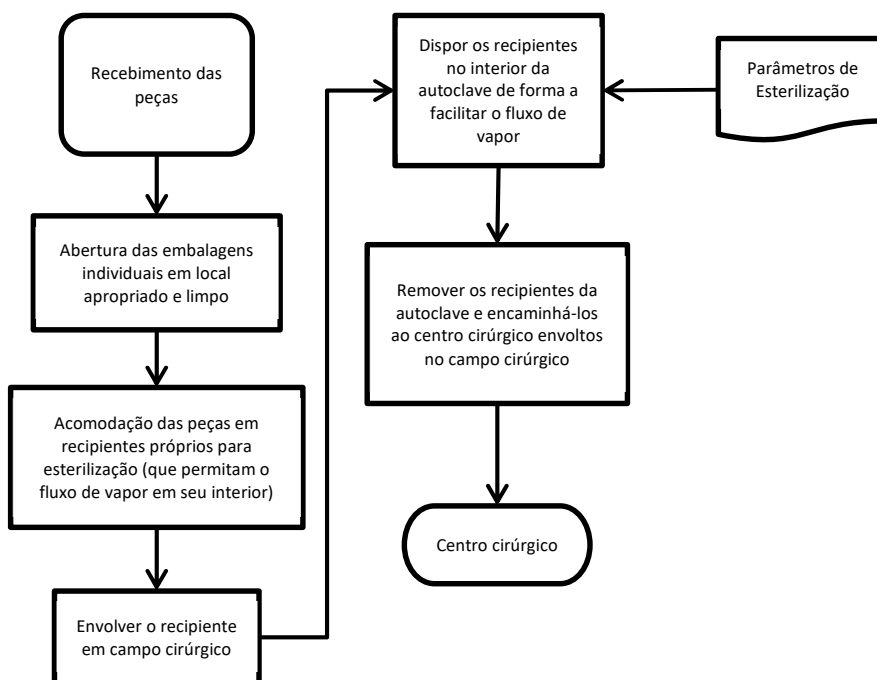 Recebimento das
peças
Abertura das embalagens
individuais em local
apropriado e limpo
Acomodação das peças em
recipientes próprios para
esterilização (que permitam o
fluxo de vapor em seu interior)
Envolver o recipiente
em campo cirúrgico
Dispor os recipientes
no interior da
autoclave de forma a
facilitar o fluxo de
vapor
Parâmetros de
Esterilização
Remover os recipientes da
autoclave e encaminhá-los
ao centro cirúrgico envoltos
no campo cirúrgico
Centro cirúrgico